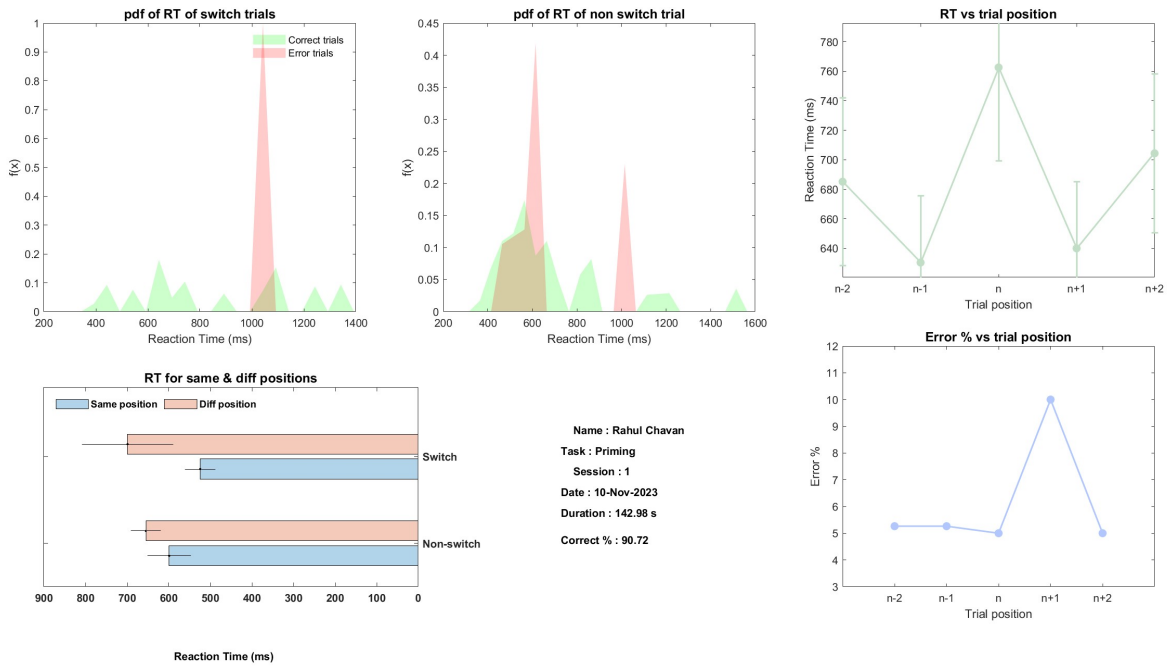 pdf of RT of switch trials
1
0.9
0.8
0.7
0.6
0.5
0.4
0.3
0.2
0.1
0
f(x)
200 400 600 800 1000 1200 1400
Reaction Time (ms)
Correct trials
Error trials
pdf of RT of non switch trial
0.45
0.4
0.35
0.3
0.25
0.2
0.15
0.1
0.05
0
f(x)
200 400 600 800 1000 1200 1400 1600
Reaction Time (ms)
RT vs trial position
780
760
740
720
700
680
660
640
Reaction Time (ms)
n-2 n-1 n n+1 n+2
Trial position
RT for same & diff positions
Same position Diff position
Switch
Non-switch
900 800 700 600 500 400 300 200 100 0
Reaction Time (ms)
Name : Rahul Chavan
Task : Priming
Session : 1
Date : 10-Nov-2023
Duration : 142.98 s
Correct % : 90.72
Error % vs trial position
12
11
10
9
8
7
6
5
4
3
Error %
n-2 n-1 n n+1 n+2
Trial position